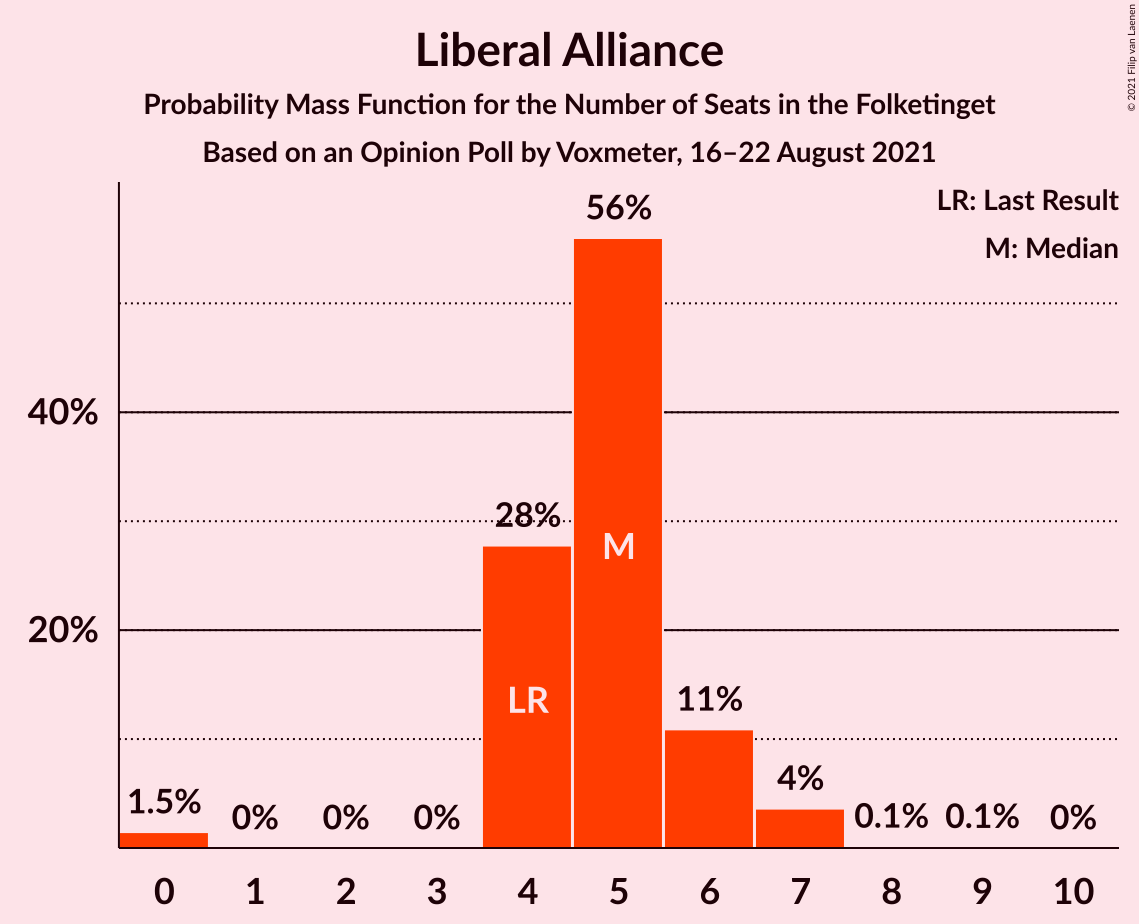 Liberal Alliance
Probability Mass Function for the Number of Seats in the Folketinget
Based on an Opinion Poll by Voxmeter, 16–22 August 2021
© 2021 Filip van Laenen
LR: Last Result
M: Median
56%
40%
28%
M
20%
LR
11%
4%
1.5%
0%
0%
0%
0.1%
0.1%
0%
0 1 2 3 4 5 6 7 8 9 10